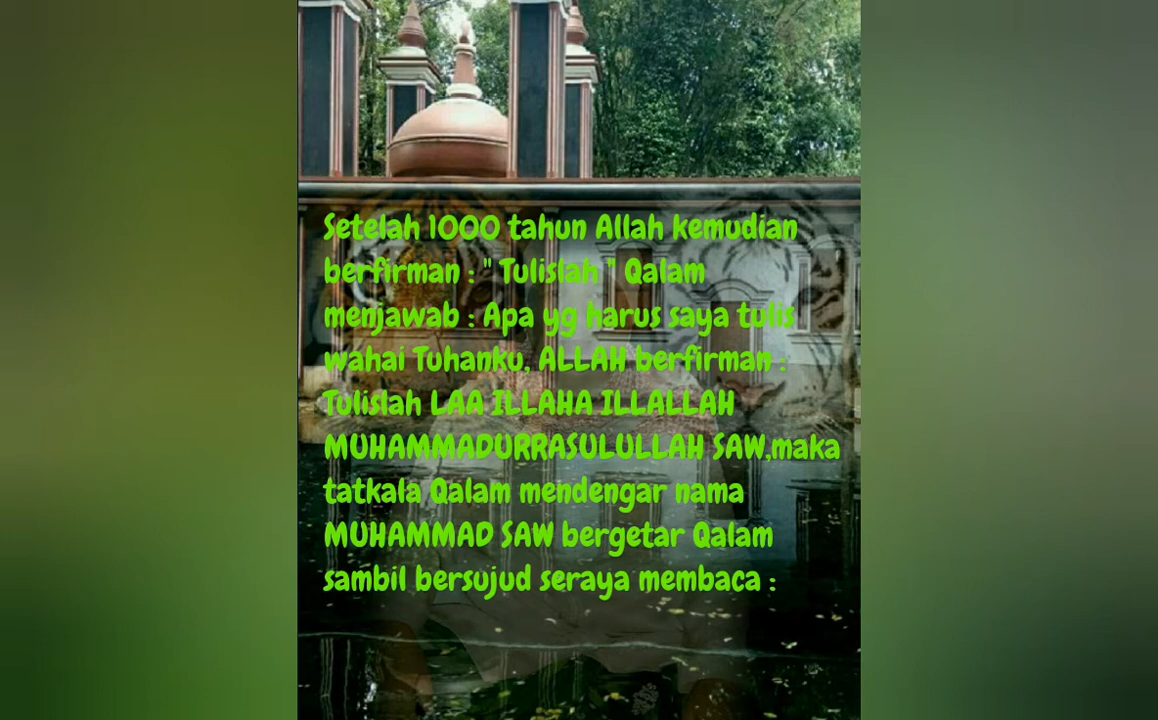 Setelah 1000 tahun Allah kemudian
berfirman : " Tulislah " Qalam
menjawab : Apa yg harus saya tulis
wahai Tuhanku, ALLAH berfirman :
Tulislah LAA ILLAHA ILLALLAH
MUHAMMADURRASULULLAH SAW,maka
tatkala Qalam mendengar nama
MUHAMMAD SAW bergetar Qalam
sambil bersujud seraya membaca :